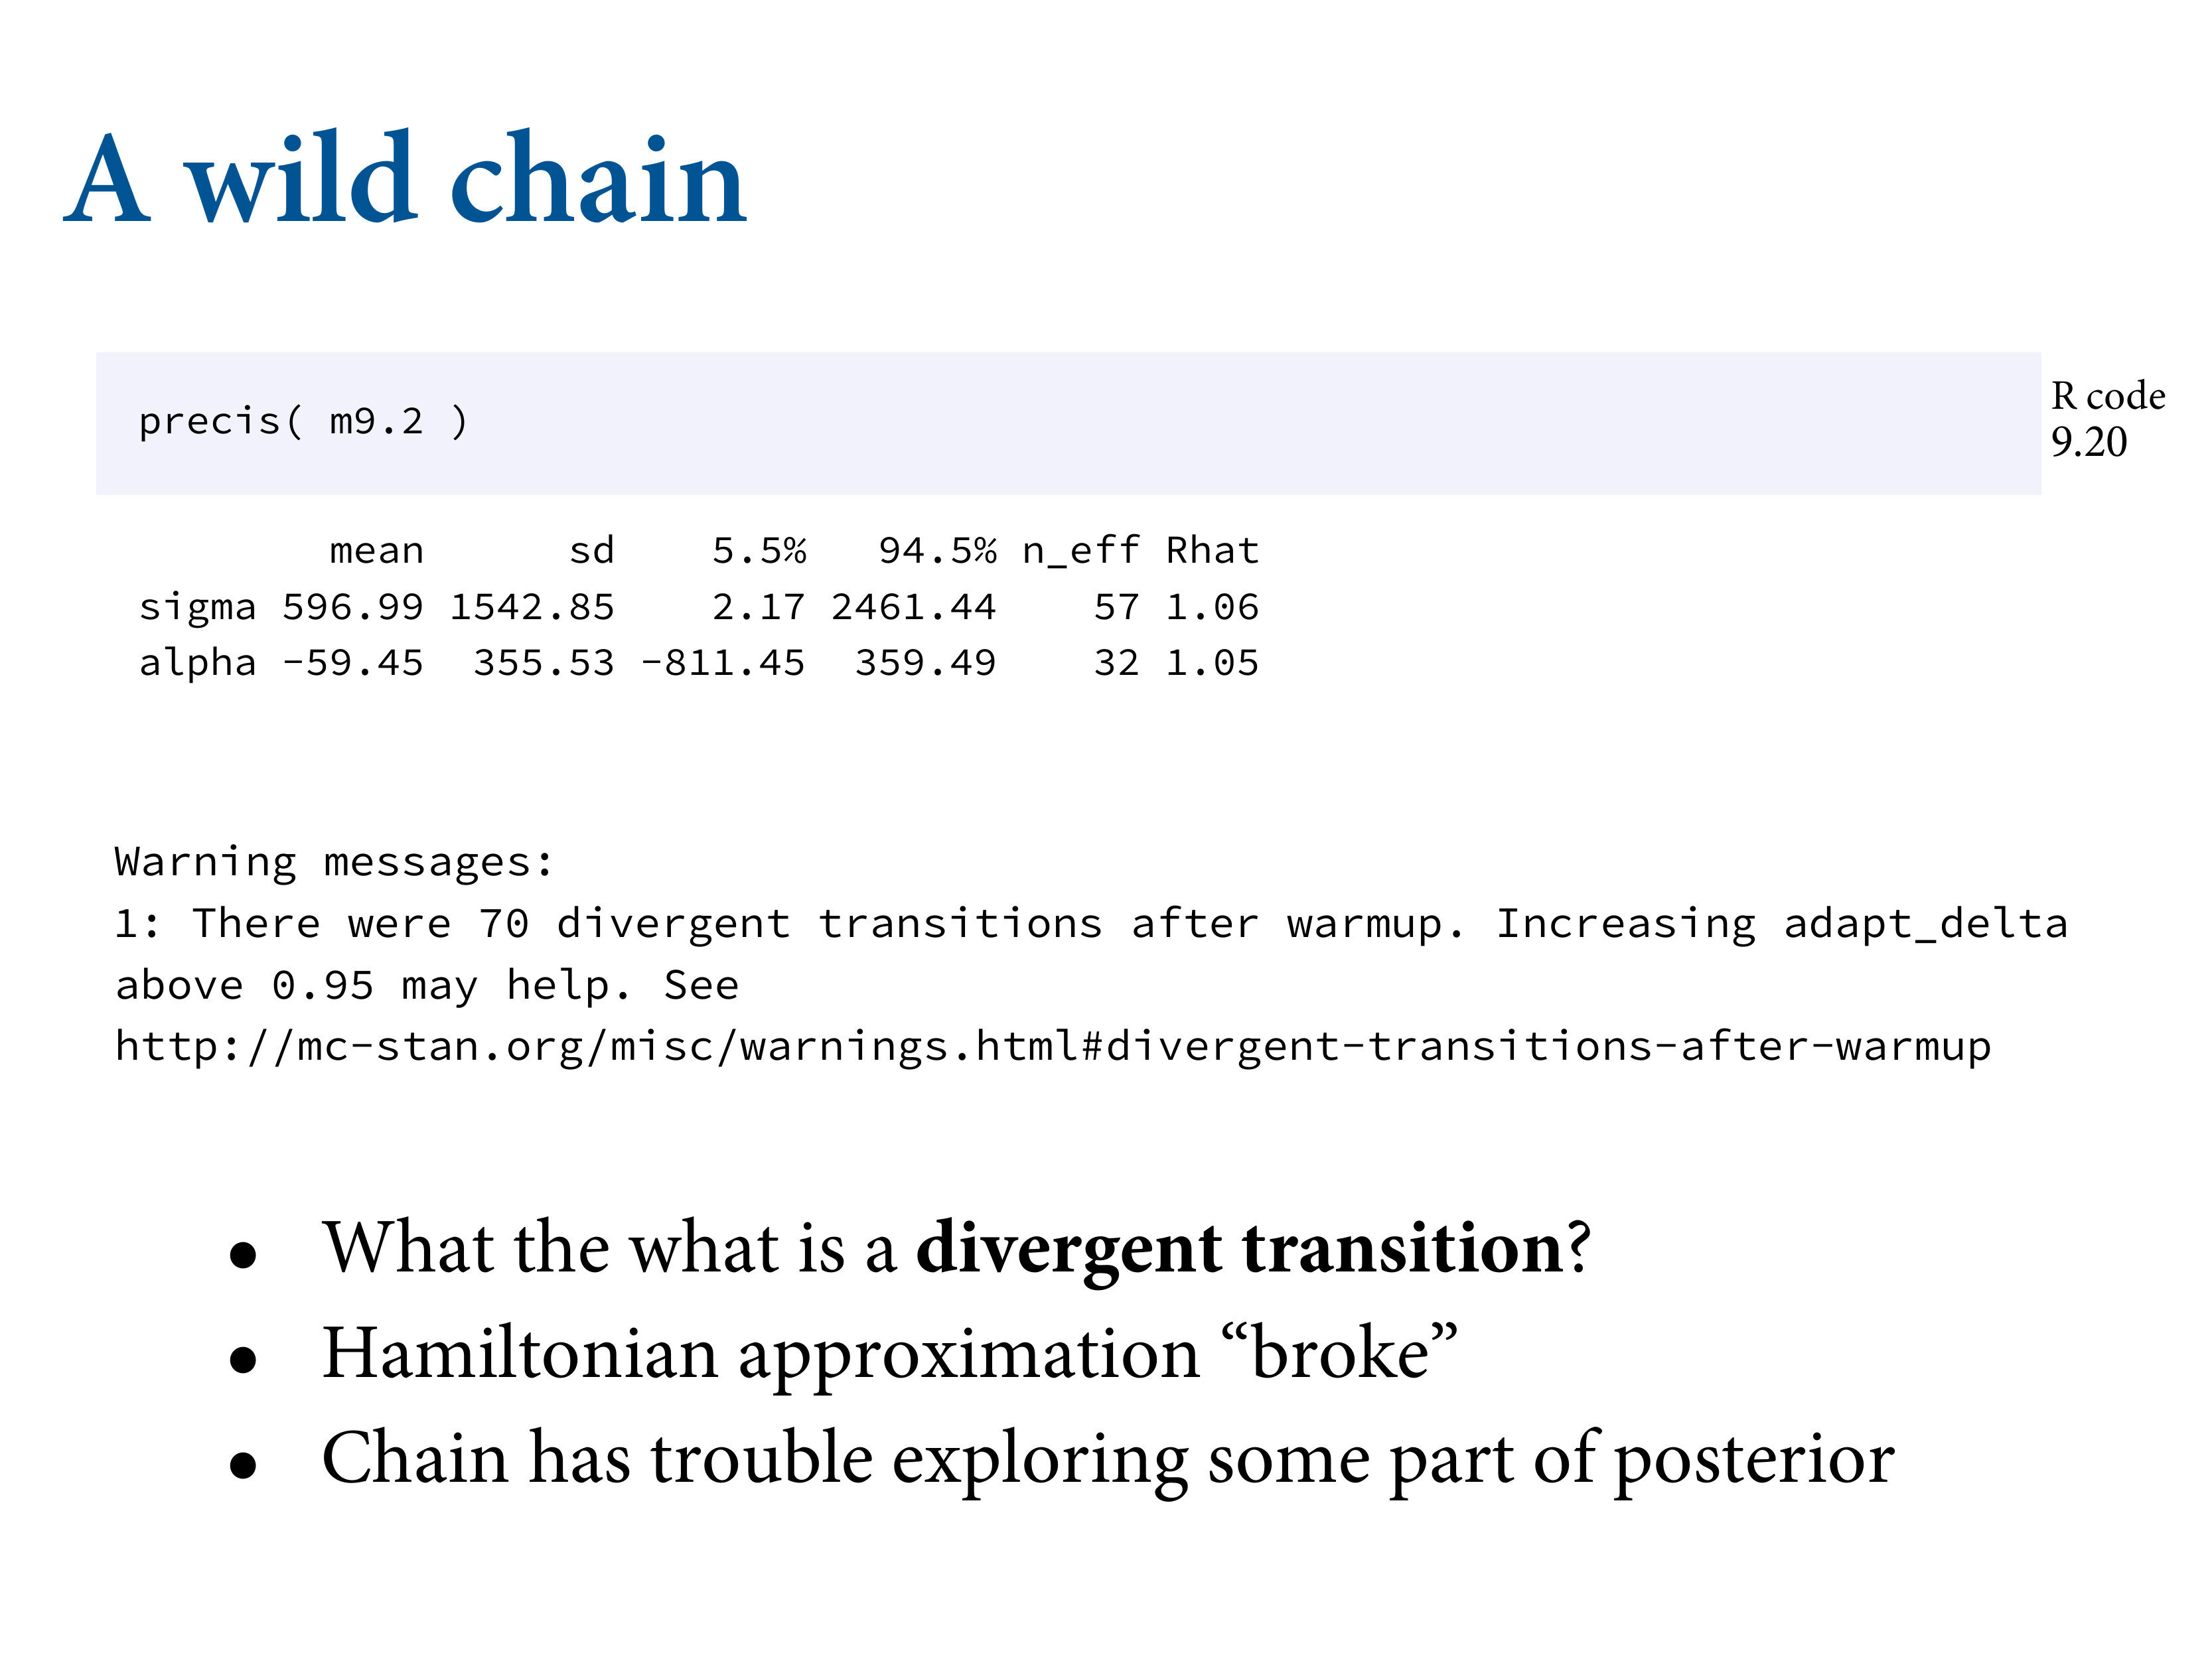 A wild chain
precis( m9.2 )
R code
9.20
mean sd 5.5% 94.5% n_eff Rhat
sigma 596.99 1542.85 2.17 2461.44 57 1.06
alpha -59.45 355.53 -811.45 359.49 32 1.05
Warning messages:
1: There were 70 divergent transitions after warmup. Increasing adapt_delta
above 0.95 may help. See
http://mc-stan.org/misc/warnings.html#divergent-transitions-after-warmup
• What the what is a divergent transition?
• Hamiltonian approximation “broke”
• Chain has trouble exploring some part of posterior